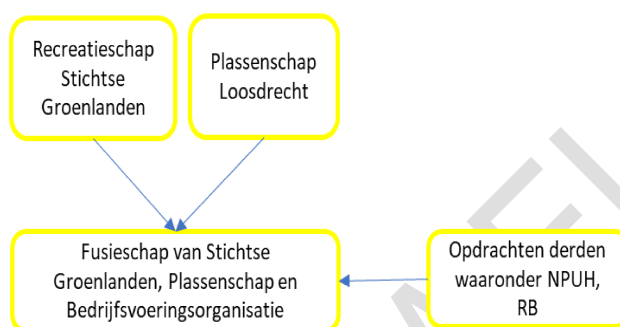 Recreatieschap
Stichtse
Groenlanden
Plassenschap
Loosdrecht
Fusieschap van Stichtse
Groenlanden, Plassenschap en
Bedrijfsvoeringsorganisatie
Opdrachten derden
waaronder NPUH,
RB